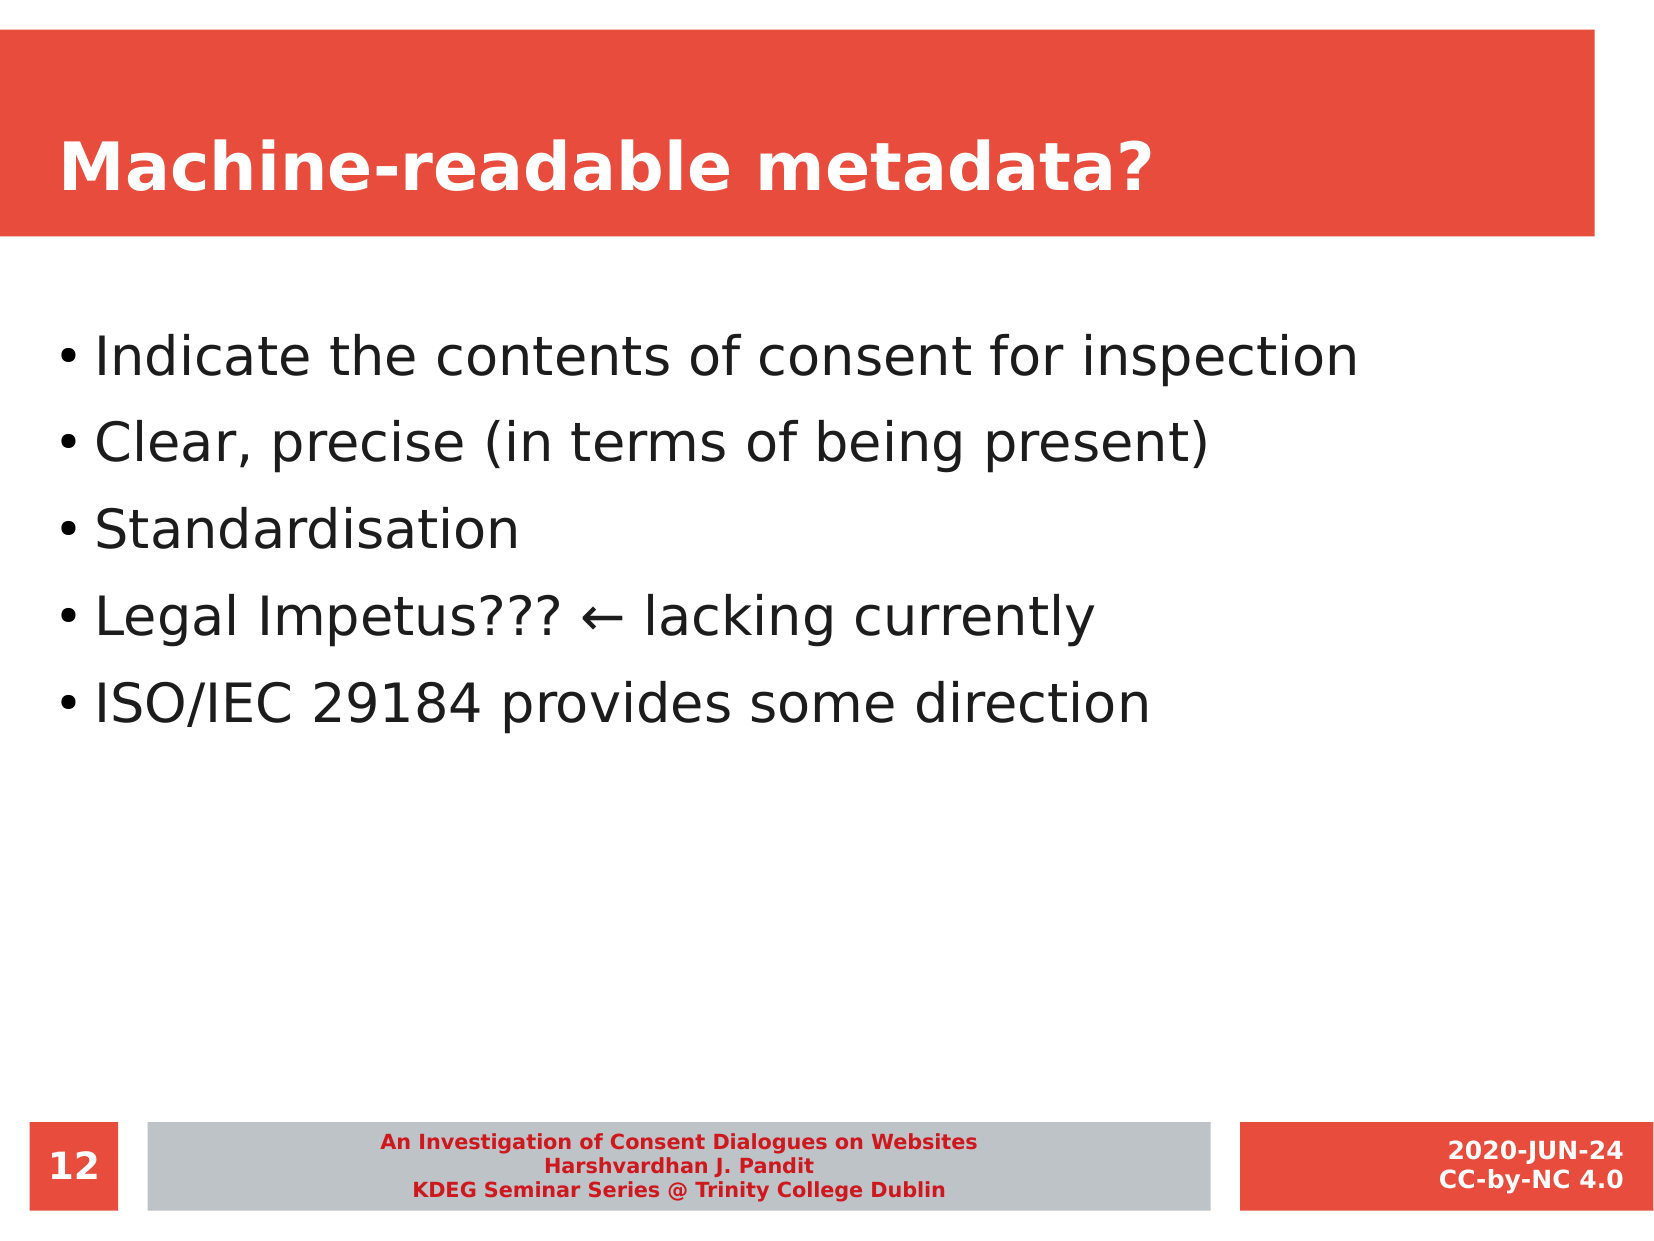 Machine-readable metadata?
• Indicate the contents of consent for inspection
• Clear, precise (in terms of being present)
• Standardisation
• Legal Impetus??? ← lacking currently
• ISO/IEC 29184 provides some direction
12
An Investigation of Consent Dialogues on Websites
Harshvardhan J. Pandit
KDEG Seminar Series @ Trinity College Dublin
2020-JUN-24
CC-by-NC 4.0